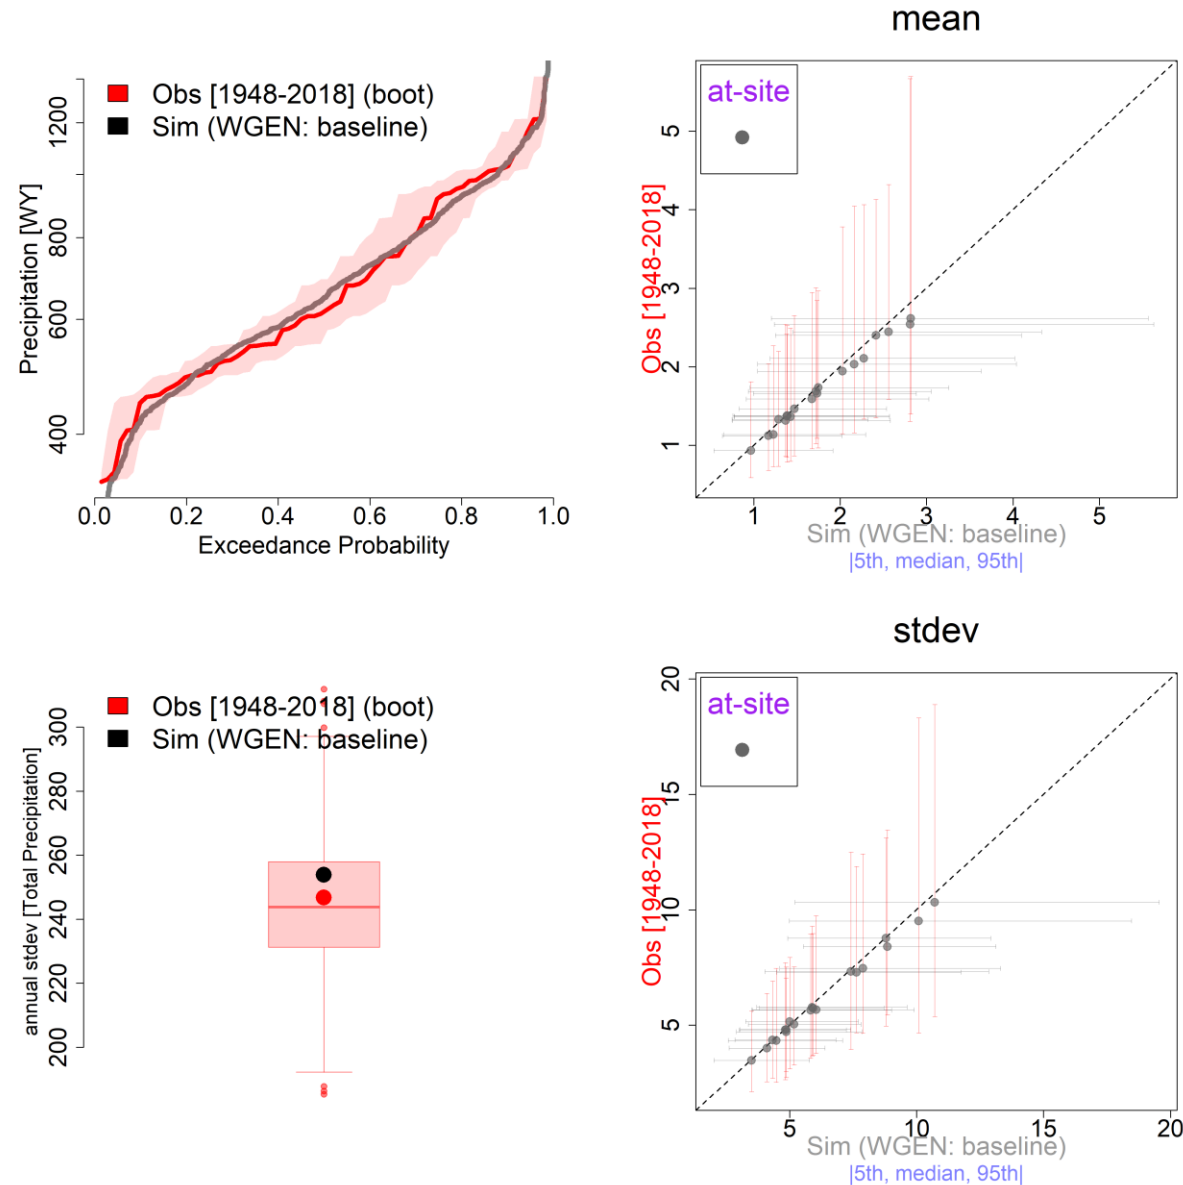 Obs [1948-2018] (boot)
Sim (WGEN: baseline)
Precipitation [WY]
400
600
800
1200
0.0 0.2 0.4 0.6 0.8 1.0
Exceedance Probability
mean
at-site
Obs [1948-2018]
1
2
3
4
5
1 2 3 4 5
Sim (WGEN: baseline)
|5th, median, 95th|
Obs [1948-2018] (boot)
Sim (WGEN: baseline)
annual stdev [Total Precipitation]
200
220
240
260
280
300
stdev
at-site
Obs [1948-2018]
5
10
15
20
5 10 15 20
Sim (WGEN: baseline)
|5th, median, 95th|